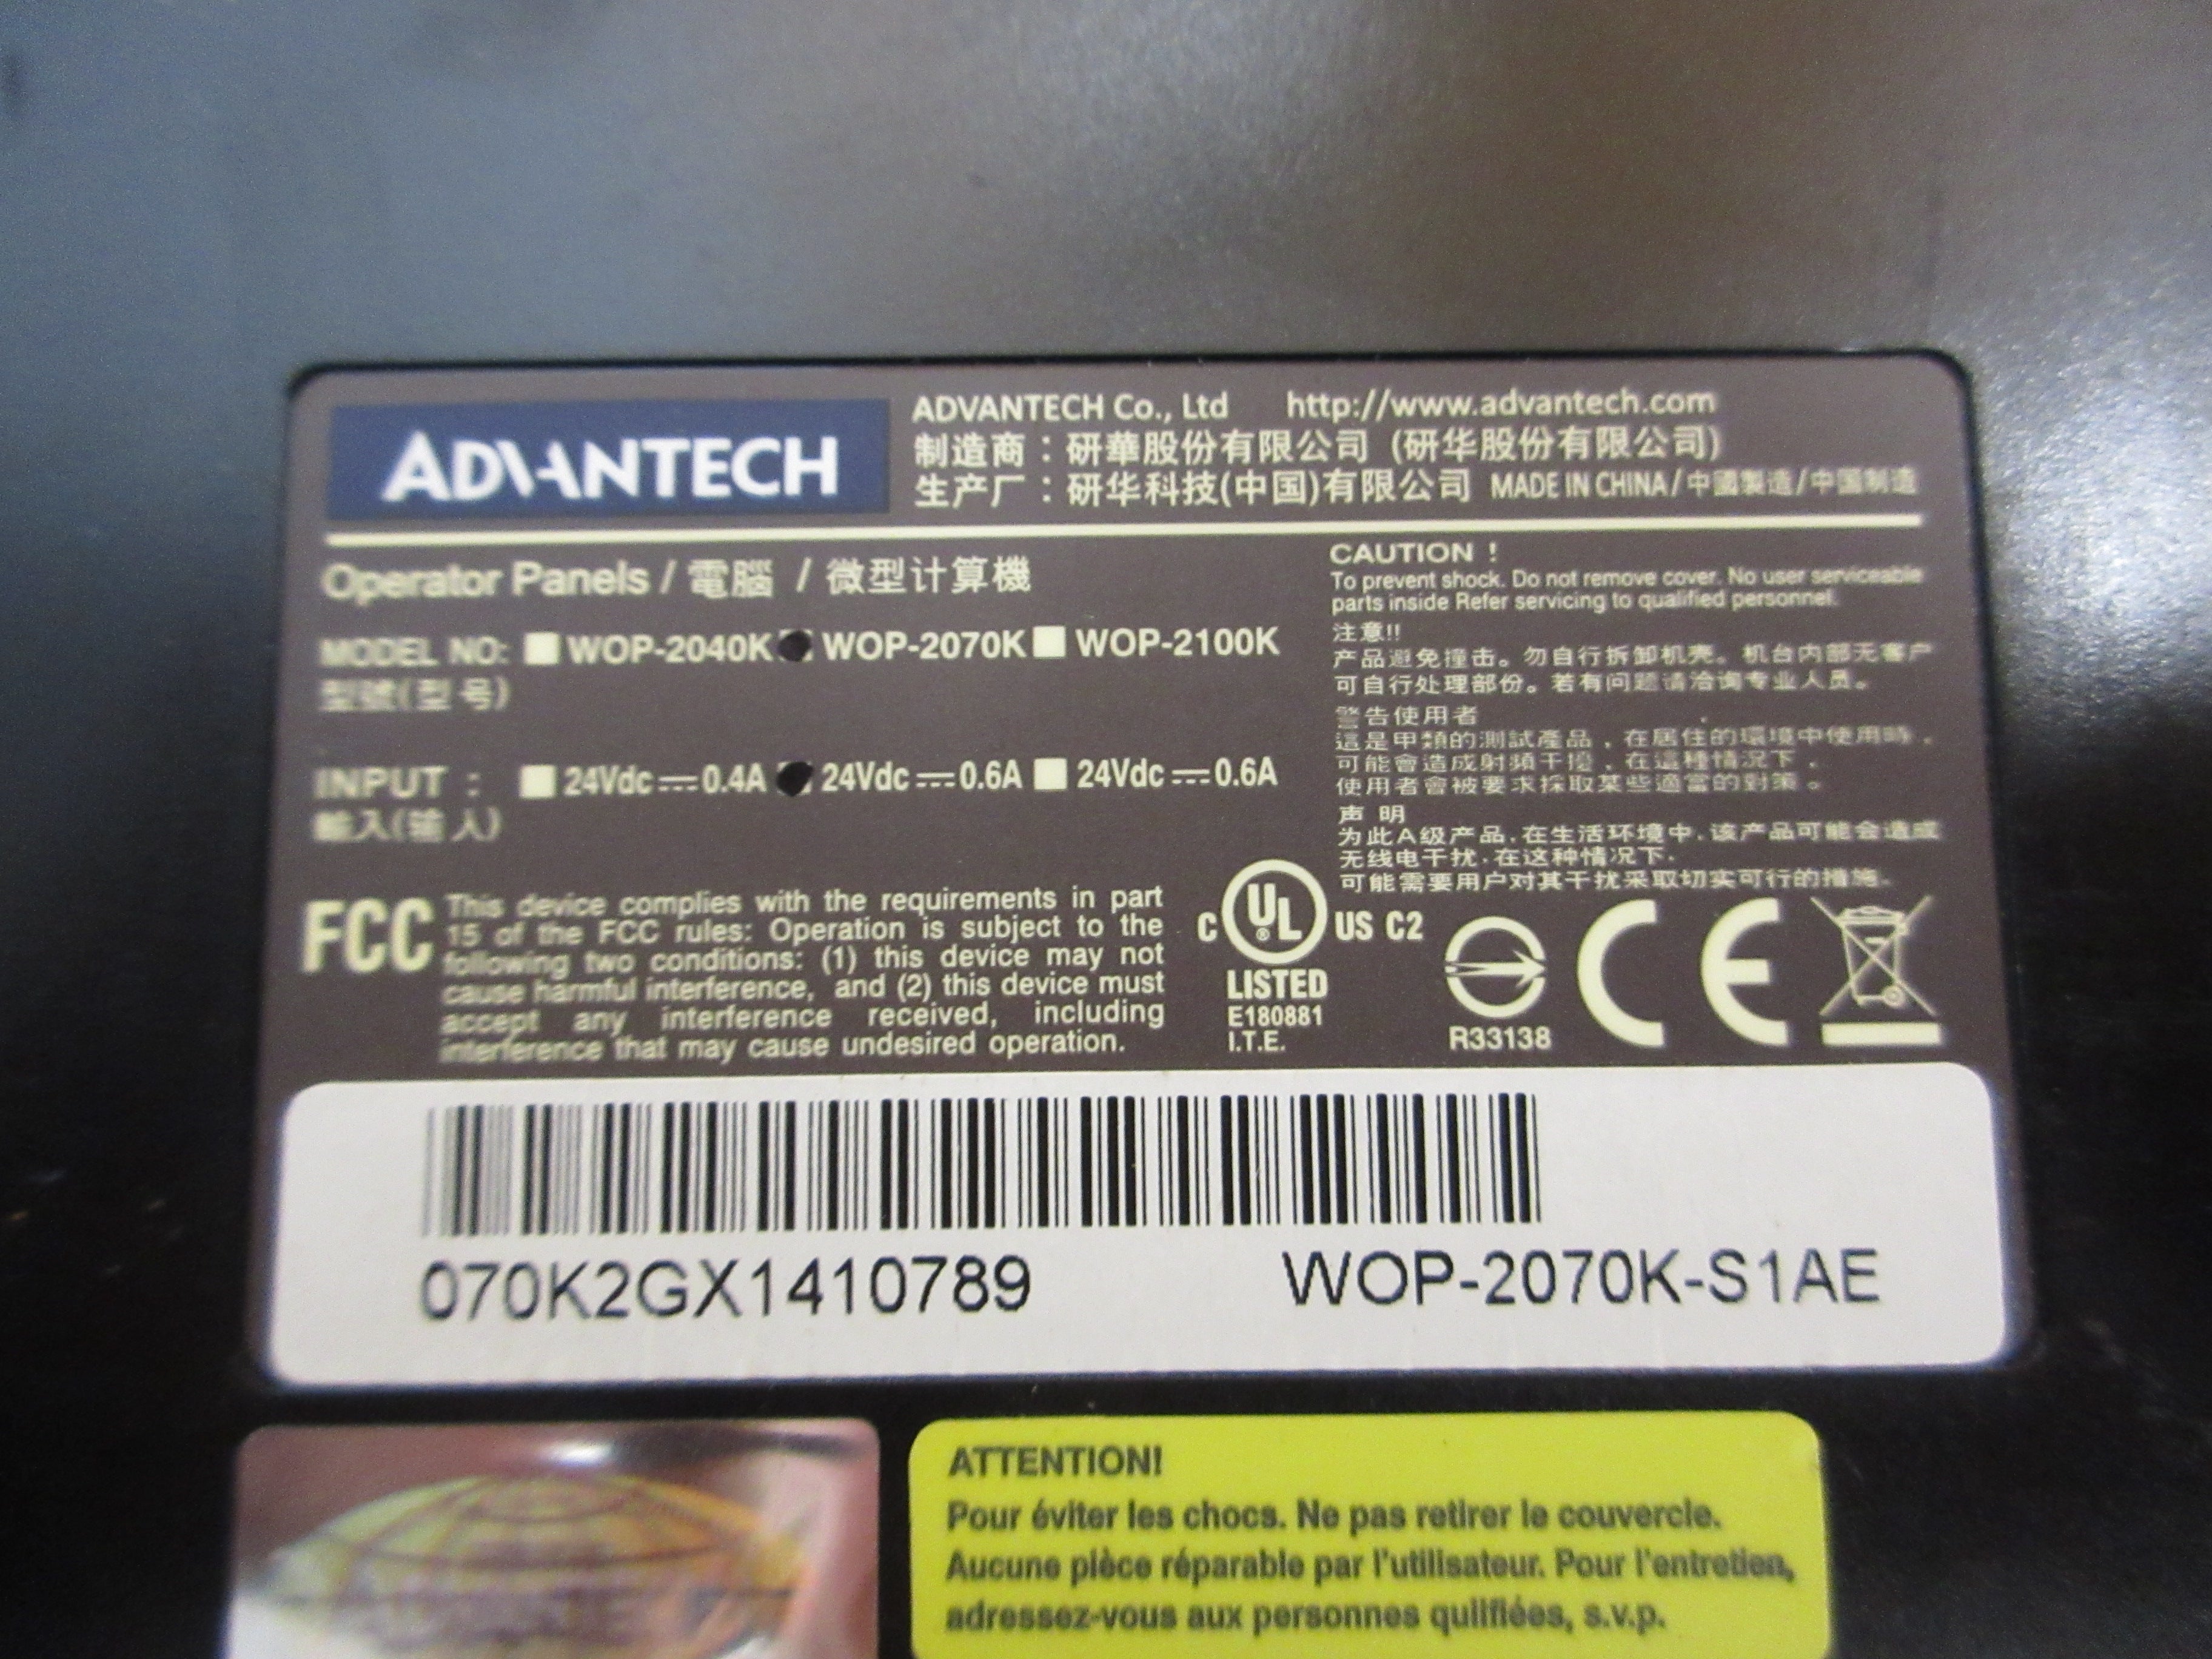 ADVANTECH
ADVANTECH Co., Ltd http://www.advantech.com
制造商：研華股份有限公司 (研华股份有限公司)
生产厂：研华科技(中国)有限公司 MADE IN CHINA/中國製造/中国制造
Operator Panels / 電腦 / 微型计算機
MODEL NO: WOP-2040K WOP-2070K WOP-2100K
型號(型号)
INPUT : 24Vdc⎓0.4A 24Vdc⎓0.6A 24Vdc⎓0.6A
輸入(输入)
CAUTION !
To prevent shock. Do not remove cover. No user serviceable
parts inside Refer servicing to qualified personnel.
注意!!
产品避免撞击。勿自行拆卸机壳。机台内部无客户
可自行处理部份。若有问题请洽询专业人员。
警告使用者
這是甲類的測試產品，在居住的環境中使用時，
可能會造成射頻干擾，在這種情況下，
使用者會被要求採取某些適當的對策。
声 明
为此A级产品，在生活环境中，该产品可能会造成
无线电干扰，在这种情况下，
可能需要用户对其干扰采取切实可行的措施。
FCC
This device complies with the requirements in part
15 of the FCC rules: Operation is subject to the
following two conditions: (1) this device may not
cause harmful interference, and (2) this device must
accept any interference received, including
interference that may cause undesired operation.
C UL ® US C2
LISTED
E180881
I.T.E.
R33138
CE
070K2GX1410789 WOP-2070K-S1AE
ATTENTION!
Pour éviter les chocs. Ne pas retirer le couvercle.
Aucune pièce réparable par l'utilisateur. Pour l'entretien,
adressez-vous aux personnes quilfiées, s.v.p.